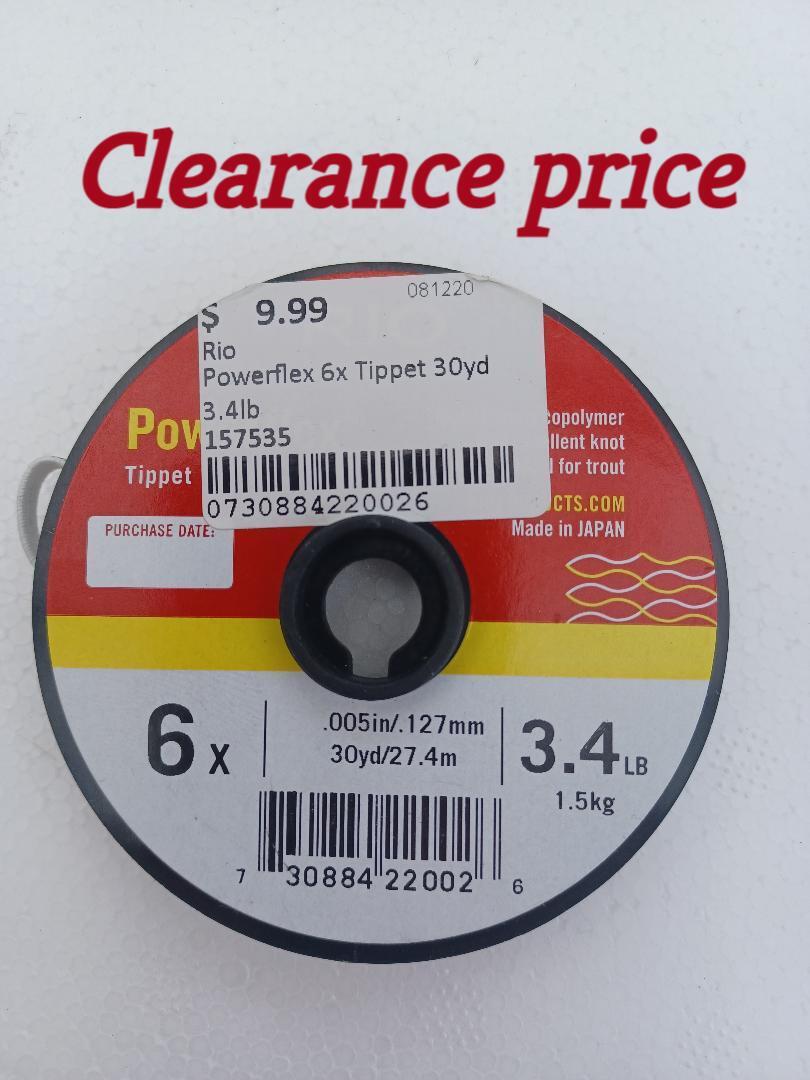 Clearance price
$ 9.99 081220
Rio
Powerflex 6x Tippet 30yd
3.4lb
157535
0730884220026
Pow
Tippet
copolymer
llent knot
l for trout
CTS.COM
Made in JAPAN
PURCHASE DATE:
6x
.005in/.127mm
30yd/27.4m
3.4LB
1.5kg
7 30884 22002 6